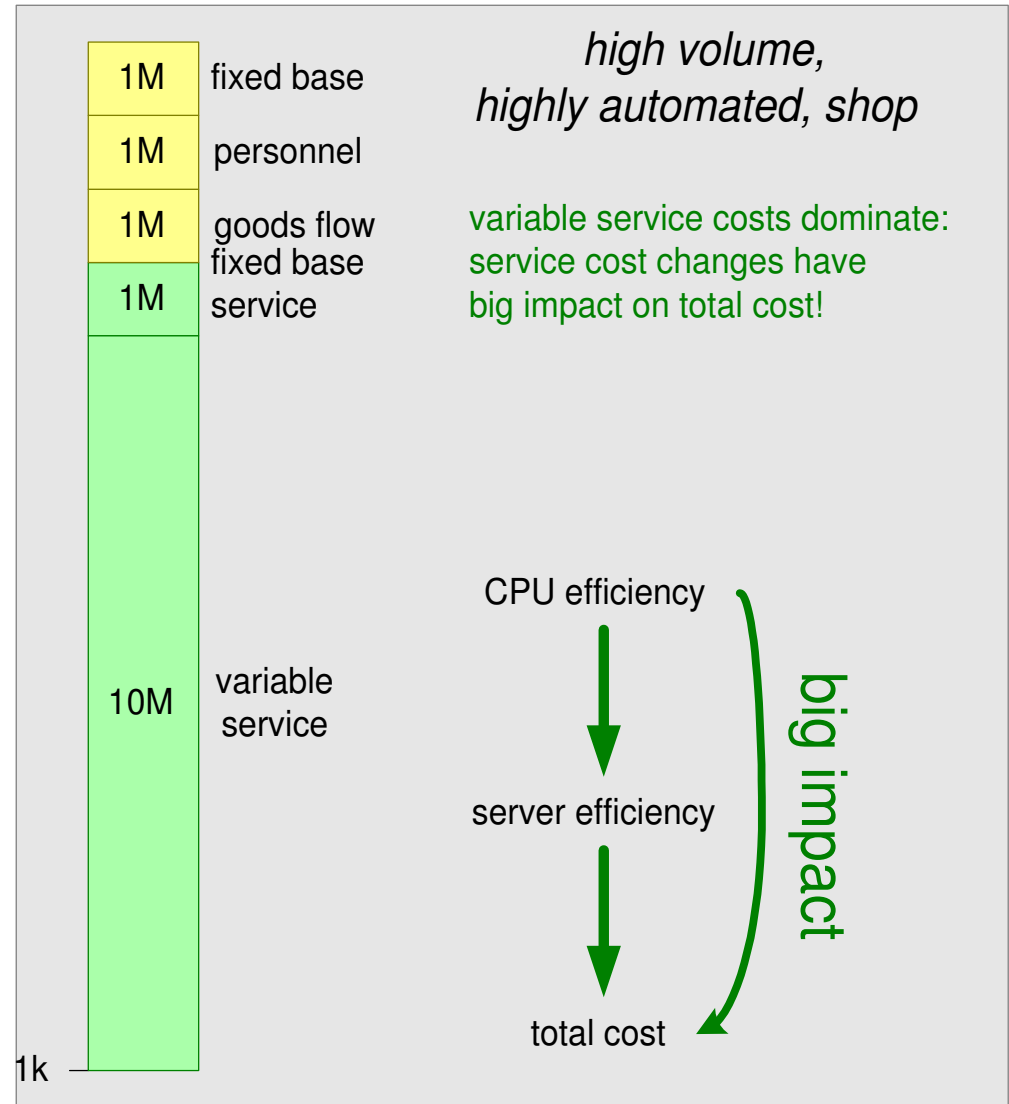 high volume,
highly automated, shop
1M fixed base
1M personnel
1M goods flow
1M fixed base
service
variable service costs dominate:
service cost changes have
big impact on total cost!
10M variable
service
CPU efficiency
server efficiency
total cost
big impact
1k